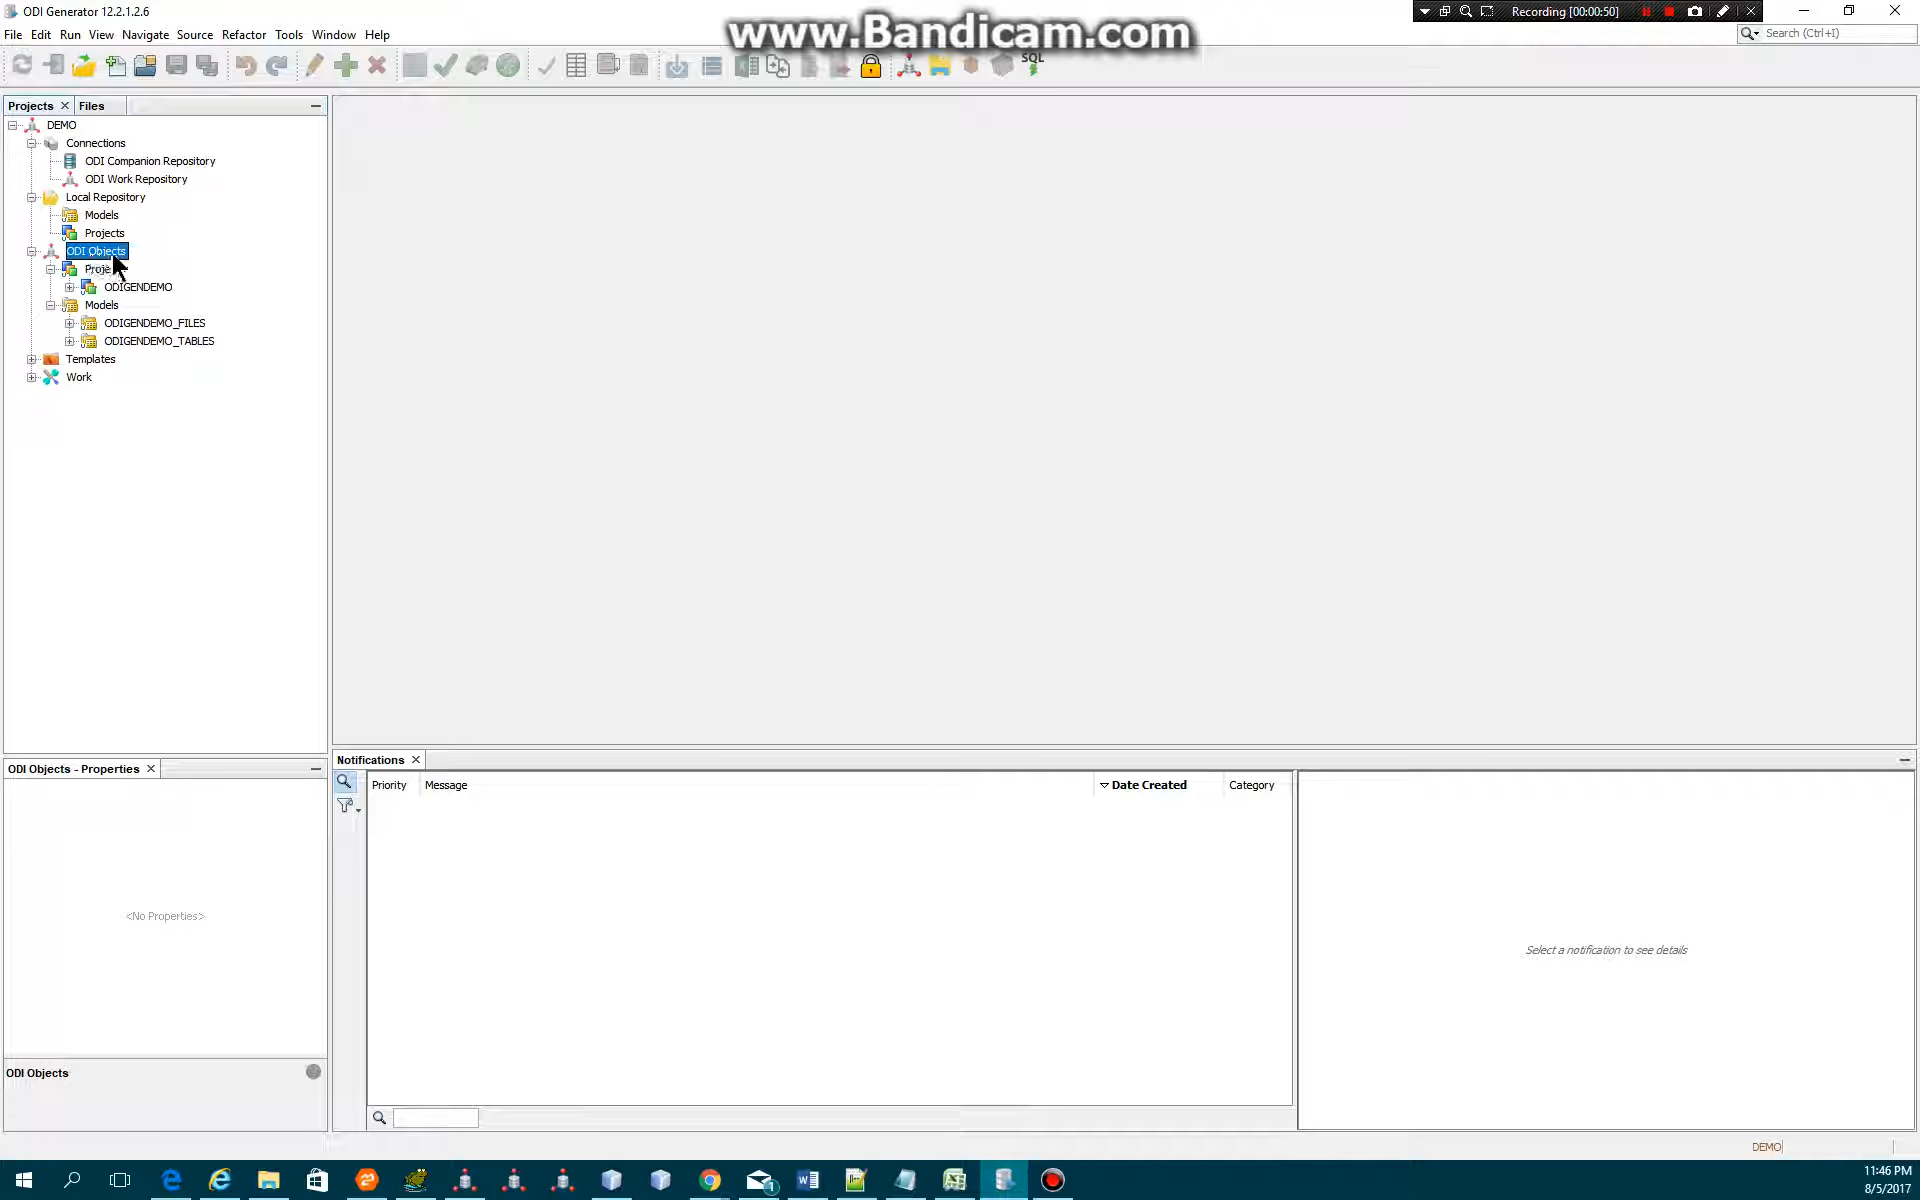 ODI Generator 12.2.1.2.6
www.Bandicam.com
Recording [00:00:50]
File Edit Run View Navigate Source Refactor Tools Window Help
Search (Ctrl+I)
SQL
Projects Files
DEMO
Connections
ODI Companion Repository
ODI Work Repository
Local Repository
Models
Projects
ODI Objects
Proje
ODIGENDEMO
Models
ODIGENDEMO_FILES
ODIGENDEMO_TABLES
Templates
Work
ODI Objects - Properties
<No Properties>
ODI Objects
Notifications
Priority Message Date Created Category
Select a notification to see details
DEMO
11:46 PM
8/5/2017